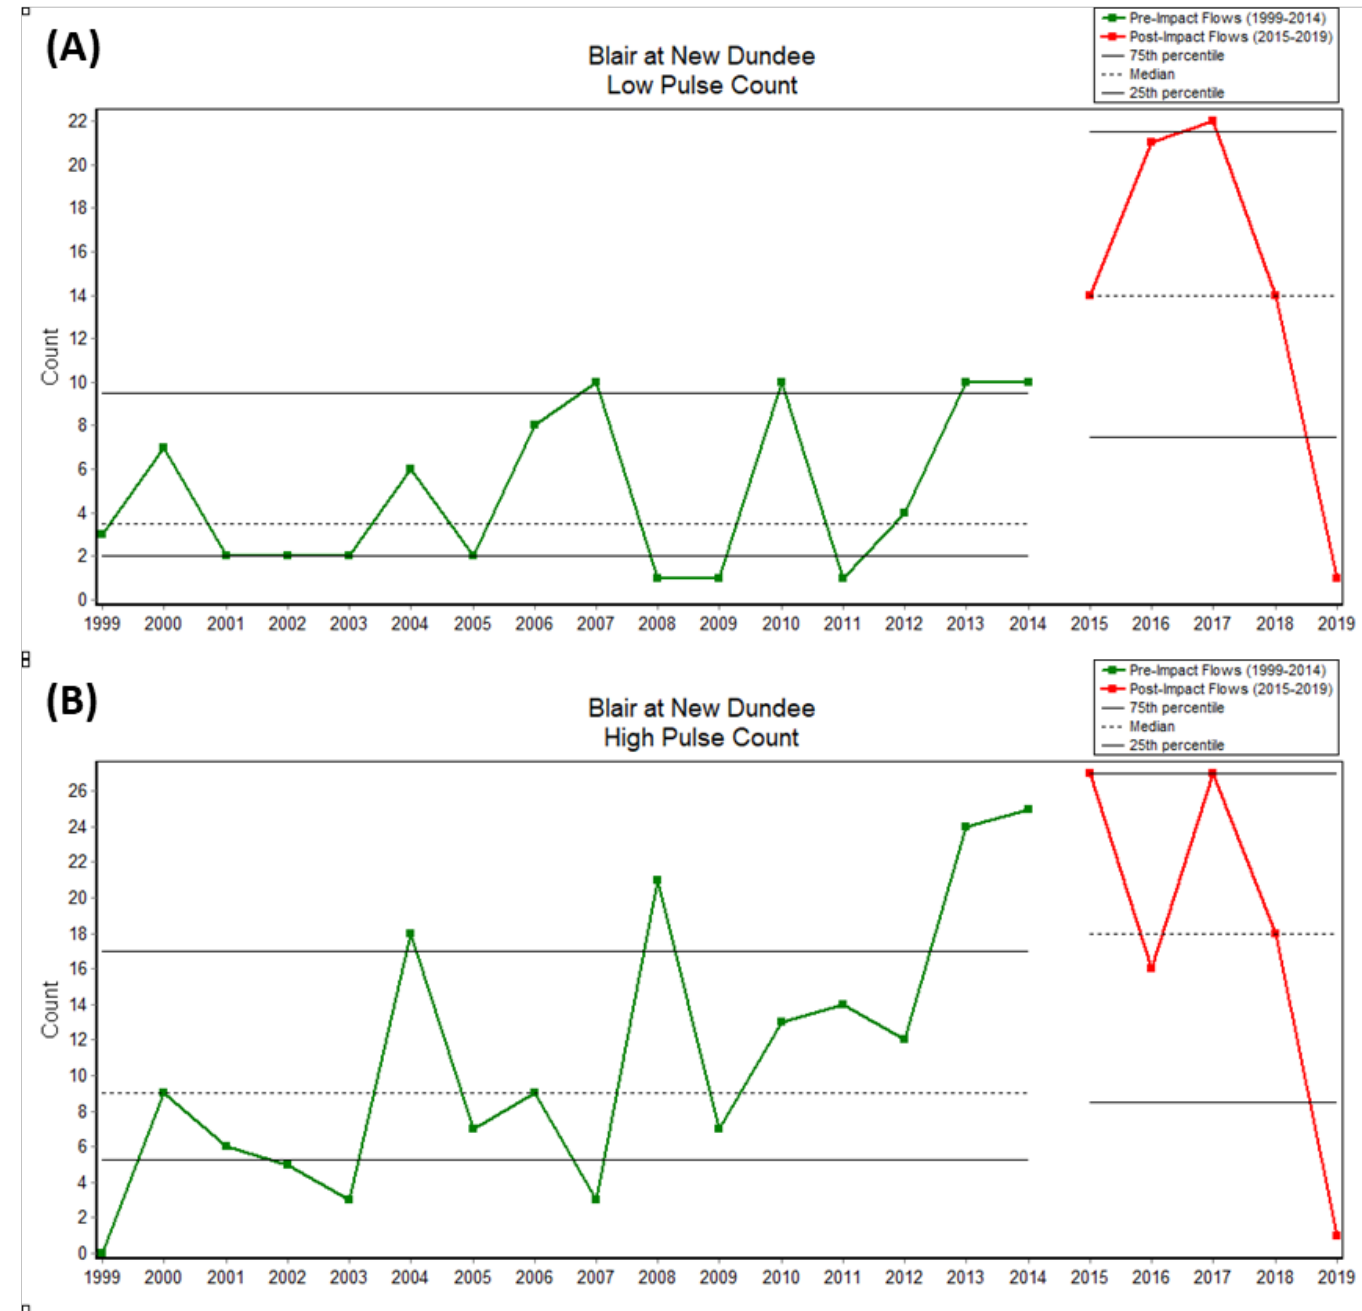 (A)
Blair at New Dundee
Low Pulse Count
Pre-Impact Flows (1999-2014)
Post-Impact Flows (2015-2019)
75th percentile
Median
25th percentile
Count
22
20
18
16
14
12
10
8
6
4
2
0
1999 2000 2001 2002 2003 2004 2005 2006 2007 2008 2009 2010 2011 2012 2013 2014 2015 2016 2017 2018 2019
(B)
Blair at New Dundee
High Pulse Count
Pre-Impact Flows (1999-2014)
Post-Impact Flows (2015-2019)
75th percentile
Median
25th percentile
Count
26
24
22
20
18
16
14
12
10
8
6
4
2
0
1999 2000 2001 2002 2003 2004 2005 2006 2007 2008 2009 2010 2011 2012 2013 2014 2015 2016 2017 2018 2019